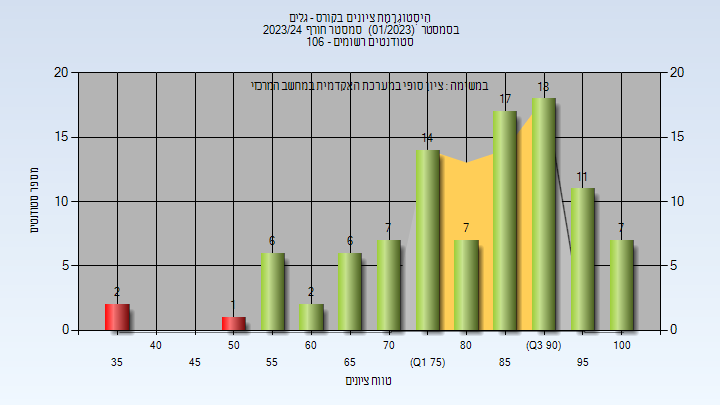 היסטוגרמת ציונים בקורס - גלים
בסמסטר (01/2023) סמסטר חורף 2023/24
סטודנטים רשומים - 106
במשימה : ציון סופי במערכת האקדמית במחשב המרכזי
מספר סטודנטים
20 20
15 15
10 10
5 5
0 0
2 1 6 2 6 7 14 7 17 18 11 7
40 50 60 70 80 (Q3 90) 100
35 45 55 65 (Q1 75) 85 95
טווח ציונים